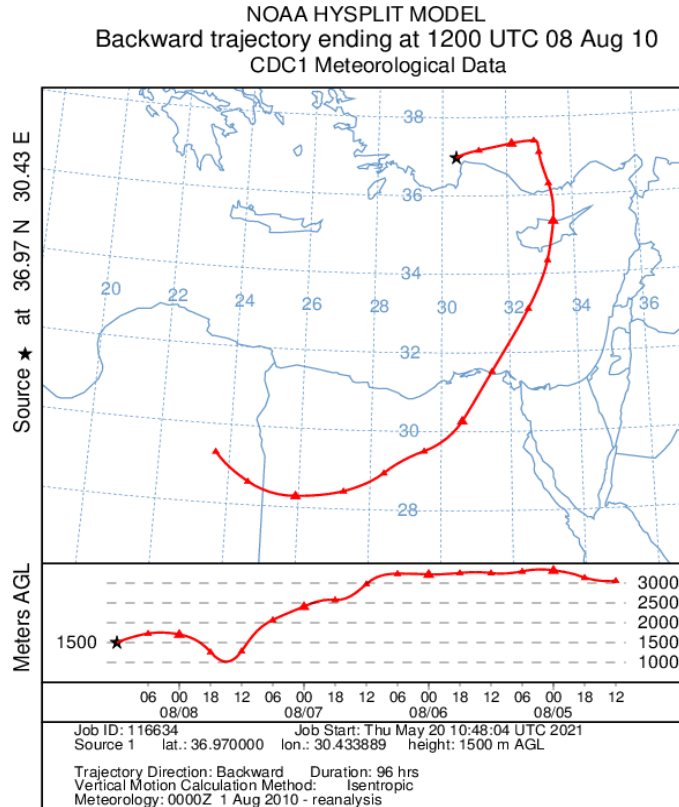 NOAA HYSPLIT MODEL
Backward trajectory ending at 1200 UTC 08 Aug 10
CDC1 Meteorological Data
Source ★ at 36.97 N 30.43 E
38
36
34
20 22 24 26 28 30 32 34 36
32
30
28
Meters AGL
1500
3000
2500
2000
1500
1000
06 00 18 12 06 00 18 12 06 00 18 12 06 00 18 12
08/08 08/07 08/06 08/05
Job ID: 116634 Job Start: Thu May 20 10:48:04 UTC 2021
Source 1 lat.: 36.970000 lon.: 30.433889 height: 1500 m AGL
Trajectory Direction: Backward Duration: 96 hrs
Vertical Motion Calculation Method: Isentropic
Meteorology: 0000Z 1 Aug 2010 - reanalysis